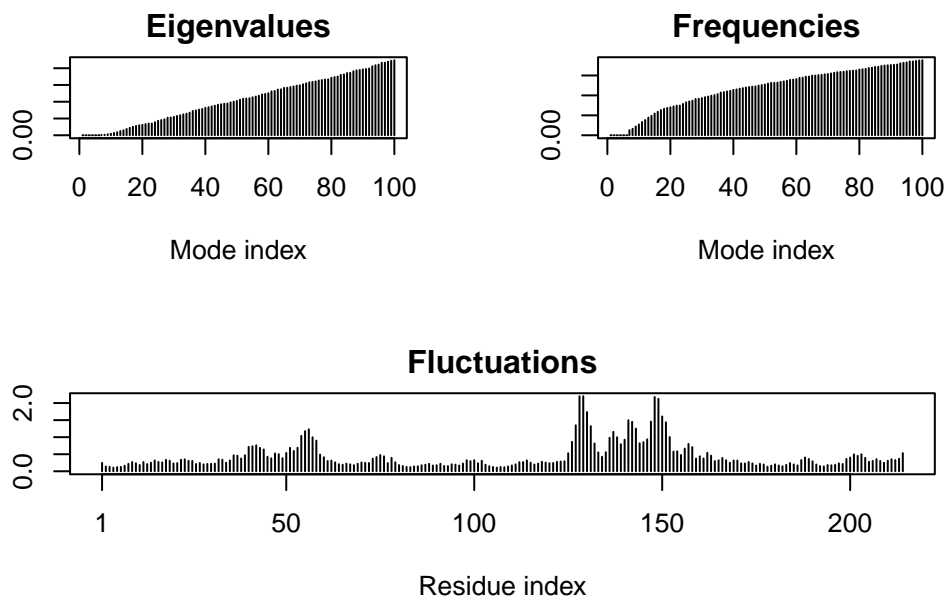 Eigenvalues
0.00
0 20 40 60 80 100
Mode index
Frequencies
0.00
0 20 40 60 80 100
Mode index
Fluctuations
2.0
0.0
1 50 100 150 200
Residue index